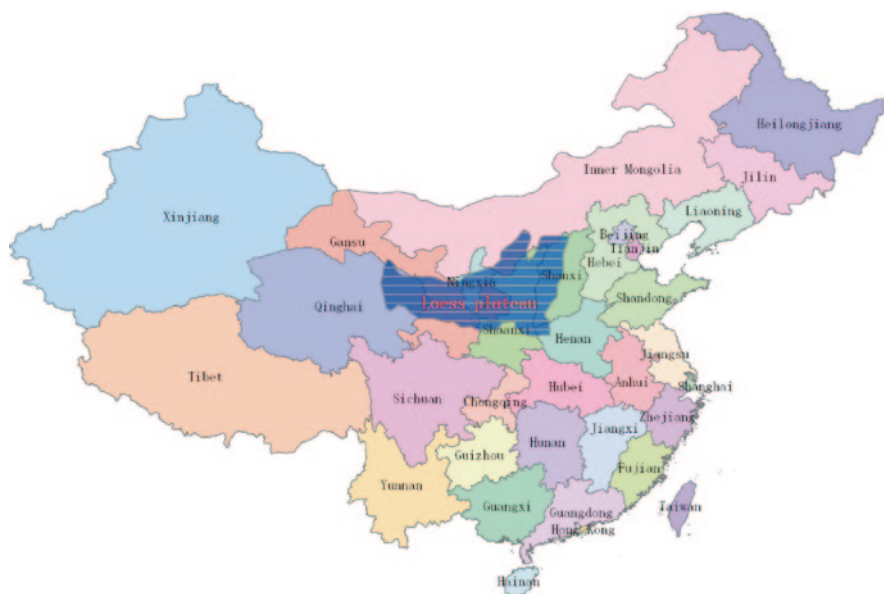 Heilongjiang
Inner Mongolia
Jilin
Xinjiang
Liaoning
Gansu
Beijing
Tianjin
Hebei
Ningxia
Shanxi
Qinghai
Loess plateau
Shandong
Shaanxi
Henan
Jiangsu
Tibet
Sichuan
Chongqing
Hubei
Anhui
Shanghai
Zhejiang
Hunan
Jiangxi
Guizhou
Fujian
Yunnan
Guangxi
Guangdong
Taiwan
Hong Kong
Hainan